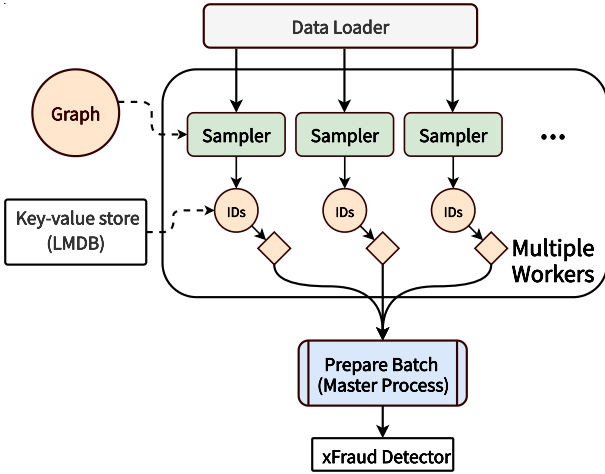 Data Loader
Graph
Sampler
Sampler
Sampler
...
Key-value store
(LMDB)
IDs
IDs
IDs
Multiple
Workers
Prepare Batch
(Master Process)
xFraud Detector